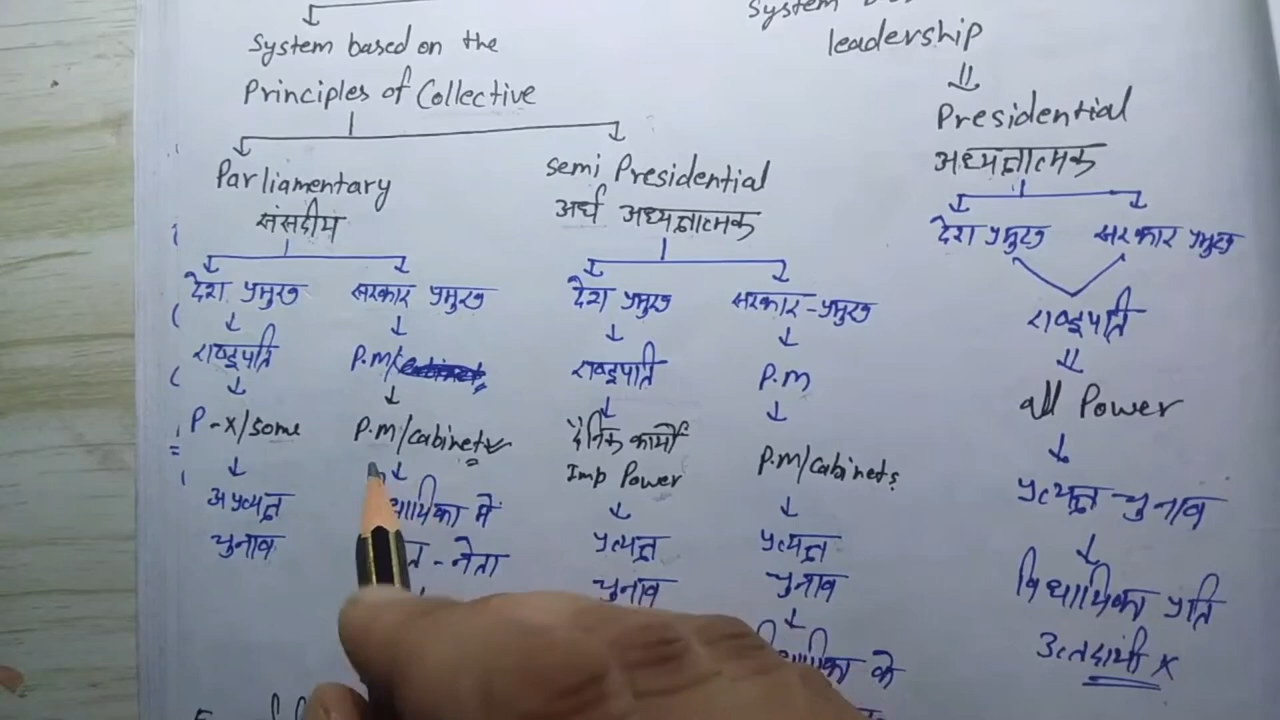 System based on the
Principles of Collective
System
leadership
Presidential
अध्यक्षात्मक
देश प्रमुख
सरकार प्रमुख
राष्ट्रपति
all Power
प्रत्यक्ष-चुनाव
विधायिका प्रति
उत्तदायी x
Parliamentary
संसदीय
देश प्रमुख
सरकार प्रमुख
राष्ट्रपति
P.M/
P-x/some
P.M/cabinet
अप्रत्यक्ष
चुनाव
में
- नेता
semi Presidential
अर्ध अध्यक्षात्मक
देश प्रमुख
सरकार-प्रमुख
राष्ट्रपति
P.M
दैनिक कार्यो
Imp Power
P.M/cabinets
प्रत्यक्ष
चुनाव
प्रत्यक्ष
चुनाव
के